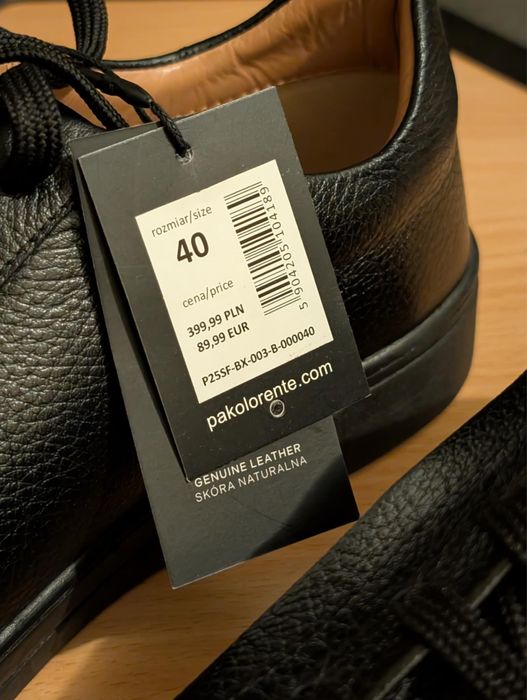 rozmiar/size
40
cena/price
399,99 PLN
89,99 EUR
5904205104189
P25SF-BX-003-B-000040
pakolorente.com
GENUINE LEATHER
SKÓRA NATURALNA